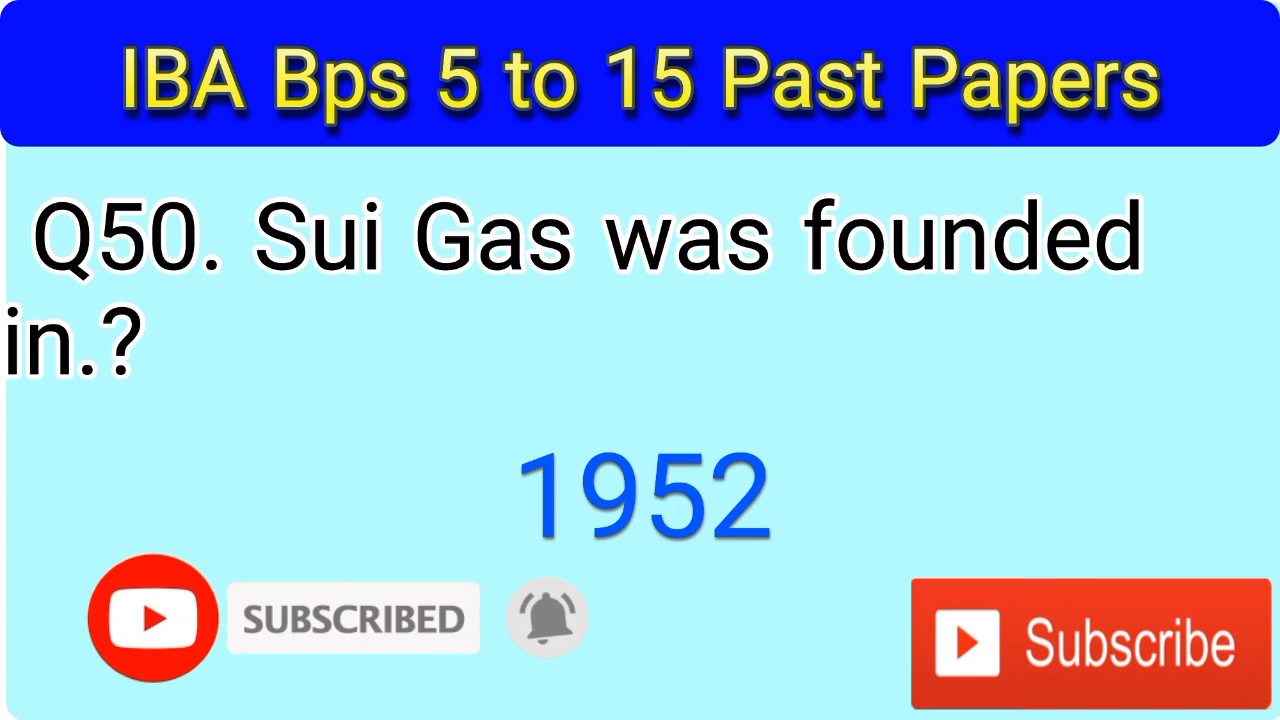 IBA Bps 5 to 15 Past Papers
Q50. Sui Gas was founded
in.?
1952
SUBSCRIBED
Subscribe